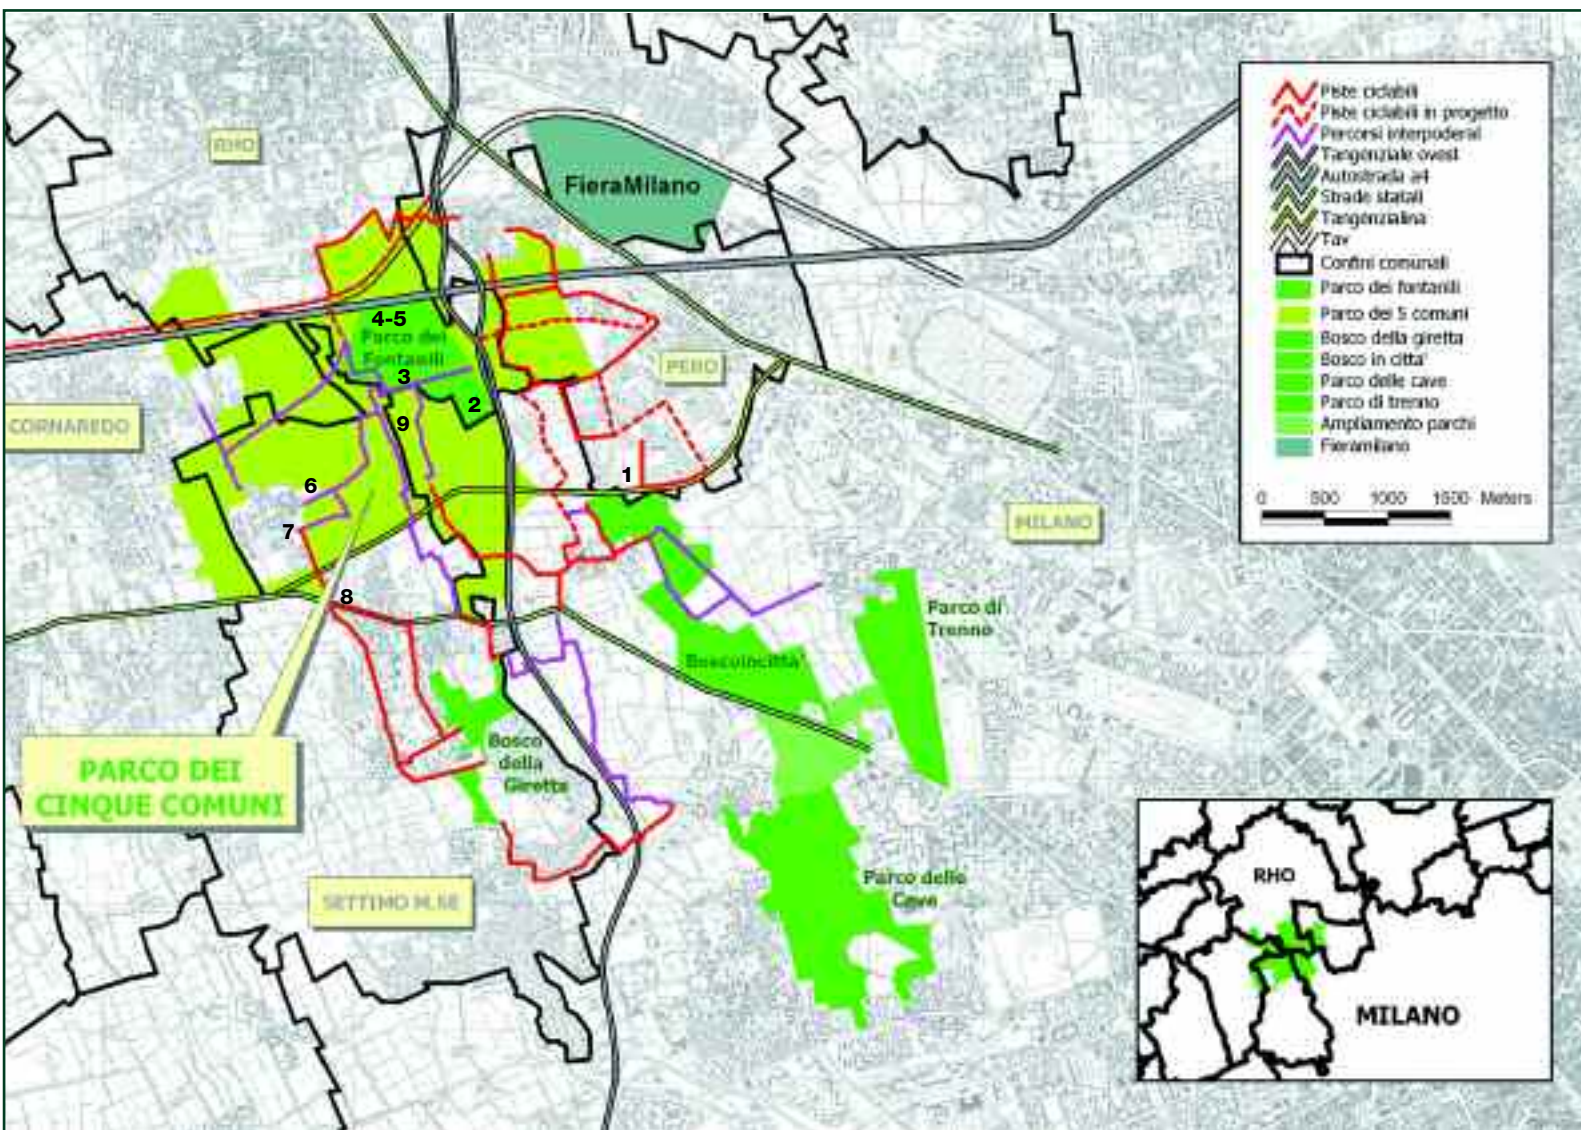 RHO
FieraMilano
4-5
Parco dei
Fontanili
3
2
9
PERO
CORNAREDO
1
6
7
MILANO
8
Parco di
Trenno
Boscoincittà'
Bosco
della
Giretta
PARCO DEI
CINQUE COMUNI
SETTIMO M.SE
Parco delle
Cave
Piste ciclabili
Piste ciclabili in progetto
Percorsi interpoderali
Tangenziale ovest
Autostrada a4
Strade statali
Tangenzialina
Tav
Confini comunali
Parco dei fontanili
Parco dei 5 comuni
Bosco della giretta
Bosco in citta'
Parco delle cave
Parco di trenno
Ampliamento parchi
Fieramilano
0 500 1000 1500 Meters
RHO
MILANO